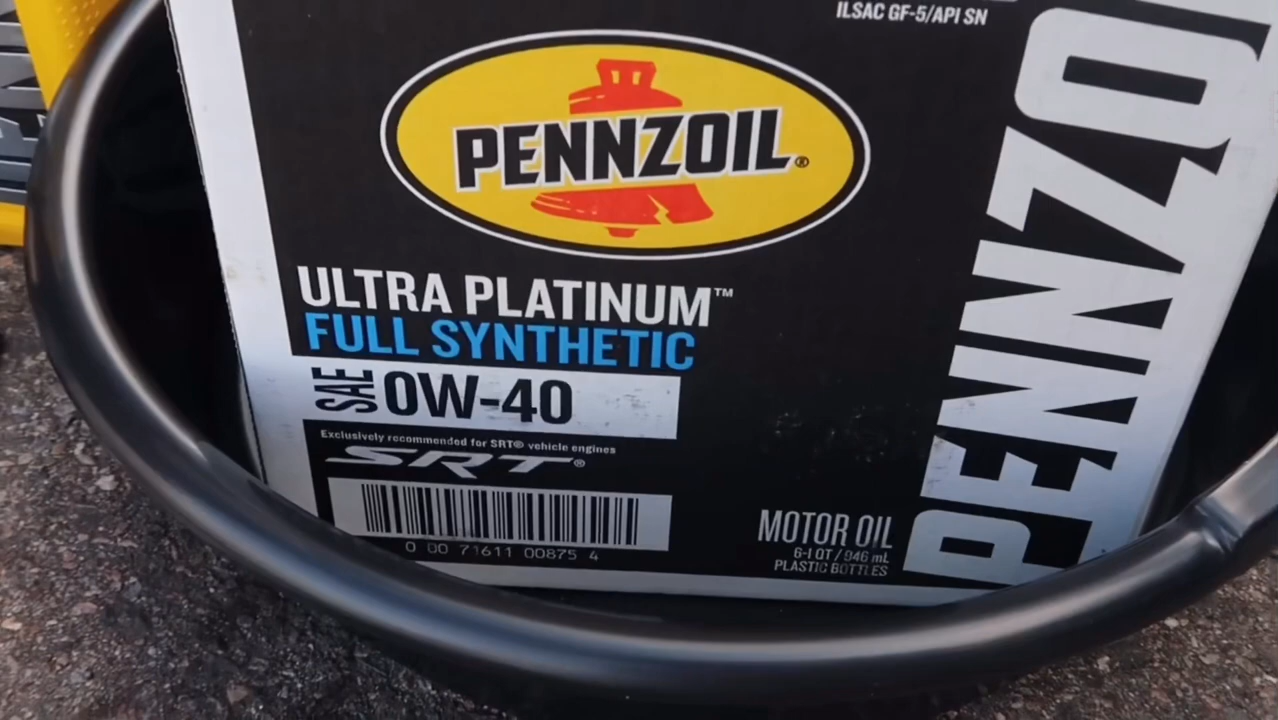 ILSAC GF-5/API SN
PENNZOIL®
ULTRA PLATINUM™
FULL SYNTHETIC
SAE 0W-40
Exclusively recommended for SRT® vehicle engines
SRT®
0 00 71611 00875 4
MOTOR OIL
6-1 QT / 946 mL
PLASTIC BOTTLES
PENNZO